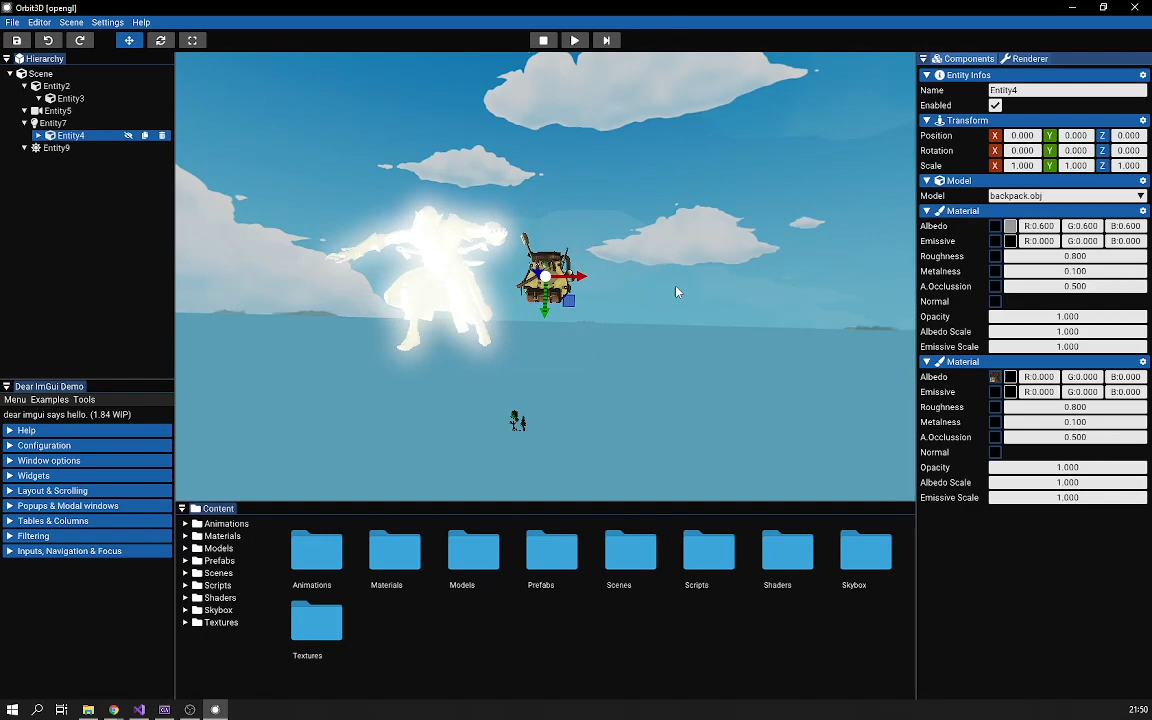 Orbit3D [opengl]
File Editor Scene Settings Help
Hierarchy
Scene
Entity2
Entity3
Entity5
Entity7
Entity4
Entity9
Dear ImGui Demo
Menu Examples Tools
dear imgui says hello. (1.84 WIP)
Help
Configuration
Window options
Widgets
Layout & Scrolling
Popups & Modal windows
Tables & Columns
Filtering
Inputs, Navigation & Focus
Content
Animations
Materials
Models
Prefabs
Scenes
Scripts
Shaders
Skybox
Textures
Animations Materials Models Prefabs Scenes Scripts Shaders Skybox
Textures
Components Renderer
Entity Infos
Name Entity4
Enabled
Transform
Position X 0.000 Y 0.000 Z 0.000
Rotation X 0.000 Y 0.000 Z 0.000
Scale X 1.000 Y 1.000 Z 1.000
Model
Model backpack.obj
Material
Albedo R:0.600 G:0.600 B:0.600
Emissive R:0.000 G:0.000 B:0.000
Roughness 0.800
Metalness 0.100
A.Occlusion 0.500
Normal
Opacity 1.000
Albedo Scale 1.000
Emissive Scale 1.000
Material
Albedo R:0.000 G:0.000 B:0.000
Emissive R:0.000 G:0.000 B:0.000
Roughness 0.800
Metalness 0.100
A.Occlusion 0.500
Normal
Opacity 1.000
Albedo Scale 1.000
Emissive Scale 1.000
21:50